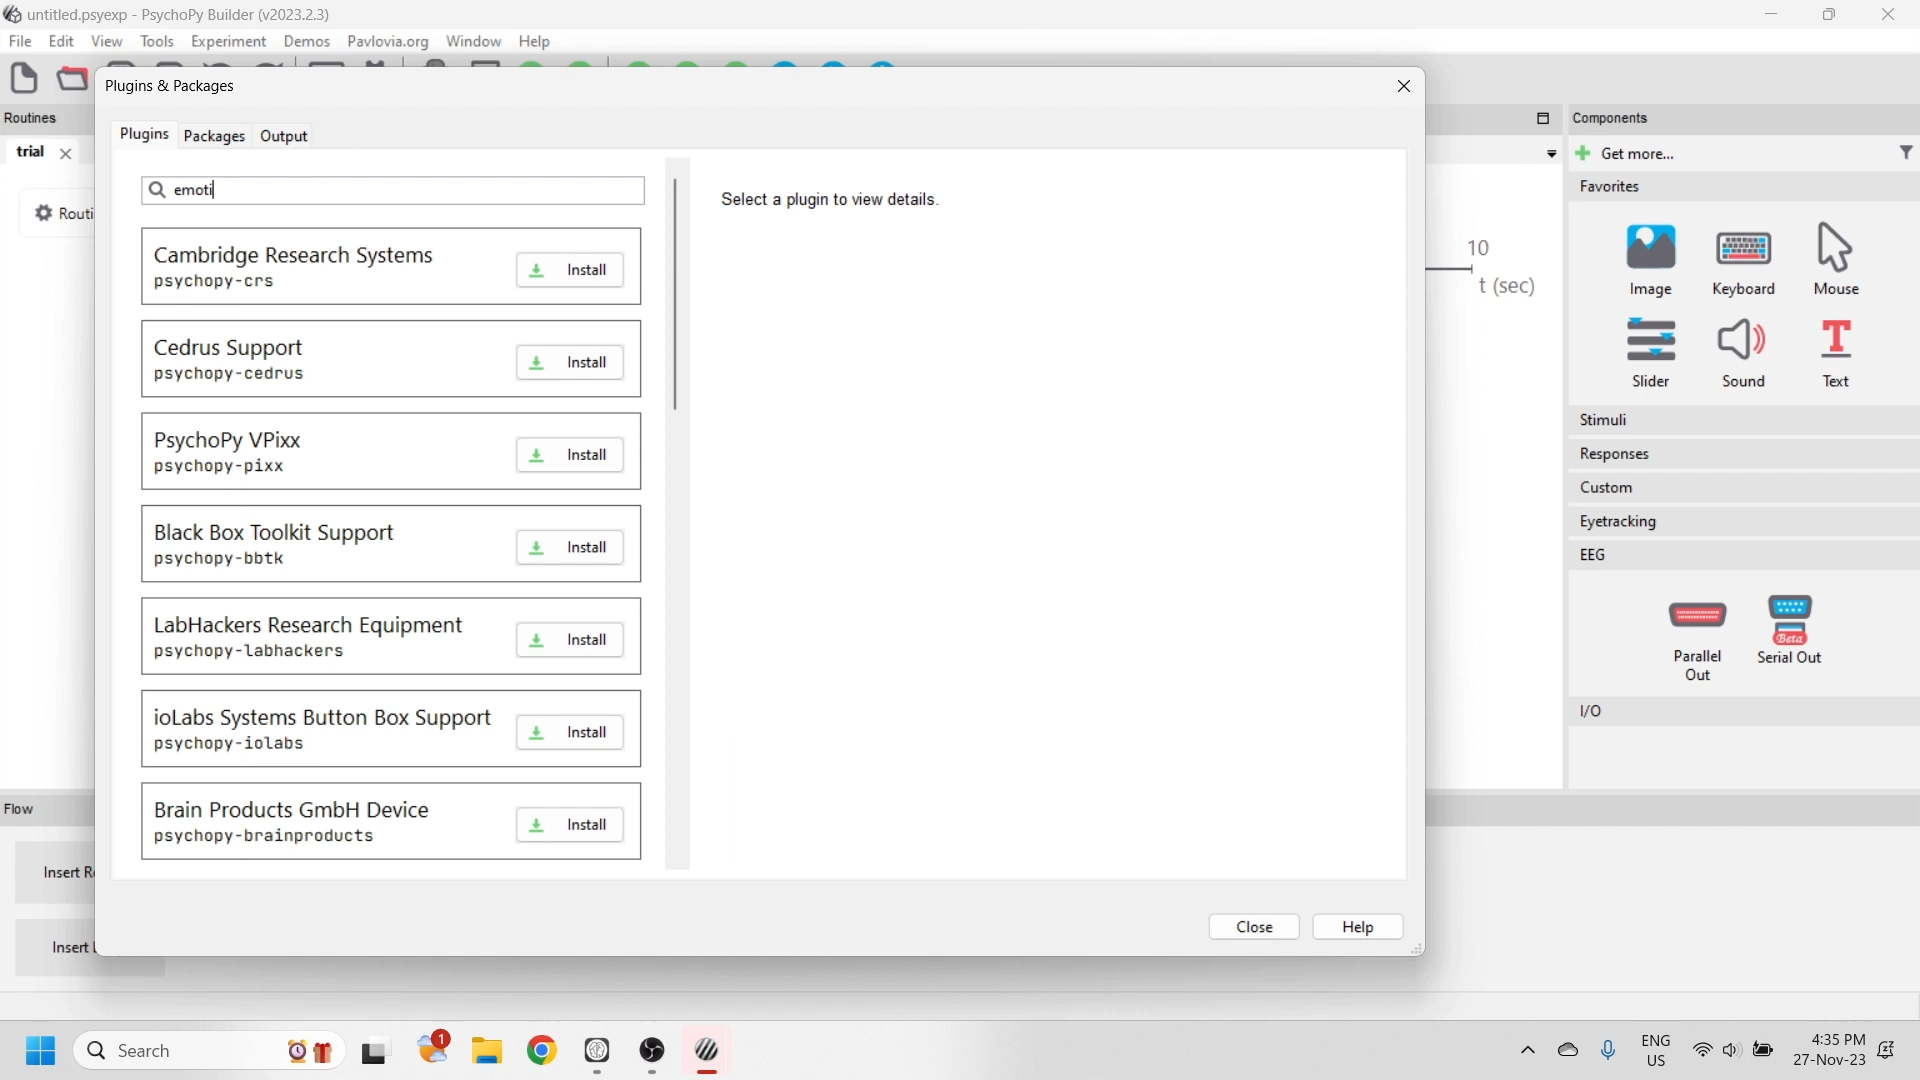 untitled.psyexp - PsychoPy Builder (v2023.2.3)
File Edit View Tools Experiment Demos Pavlovia.org Window Help
Plugins & Packages
Routines
Components
Plugins Packages Output
trial
Get more...
emoti
Select a plugin to view details.
Favorites
Routi
Cambridge Research Systems
psychopy-crs
Install
10
t (sec)
Image Keyboard Mouse
Cedrus Support
psychopy-cedrus
Install
Slider Sound Text
PsychoPy VPixx
psychopy-pixx
Install
Stimuli
Responses
Custom
Black Box Toolkit Support
psychopy-bbtk
Install
Eyetracking
EEG
LabHackers Research Equipment
psychopy-labhackers
Install
Beta
Parallel
Out
Serial Out
ioLabs Systems Button Box Support
psychopy-iolabs
Install
I/O
Brain Products GmbH Device
psychopy-brainproducts
Install
Flow
Insert R
Insert
Close Help
Search
1
ENG
US
4:35 PM
27-Nov-23